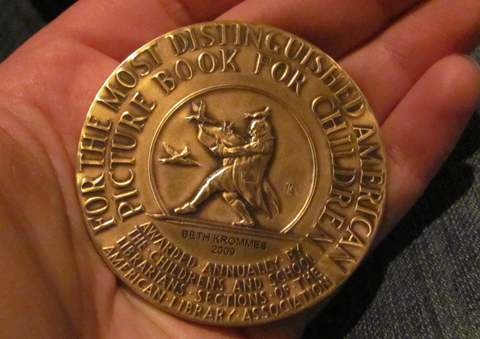 FOR THE MOST DISTINGUISHED AMERICAN
PICTURE BOOK FOR CHILDREN
BETH KROMMES
2009
AWARDED ANNUALLY BY
THE CHILDREN'S AND SCHOOL
LIBRARIANS SECTIONS OF THE
AMERICAN·LIBRARY·ASSOCIATION